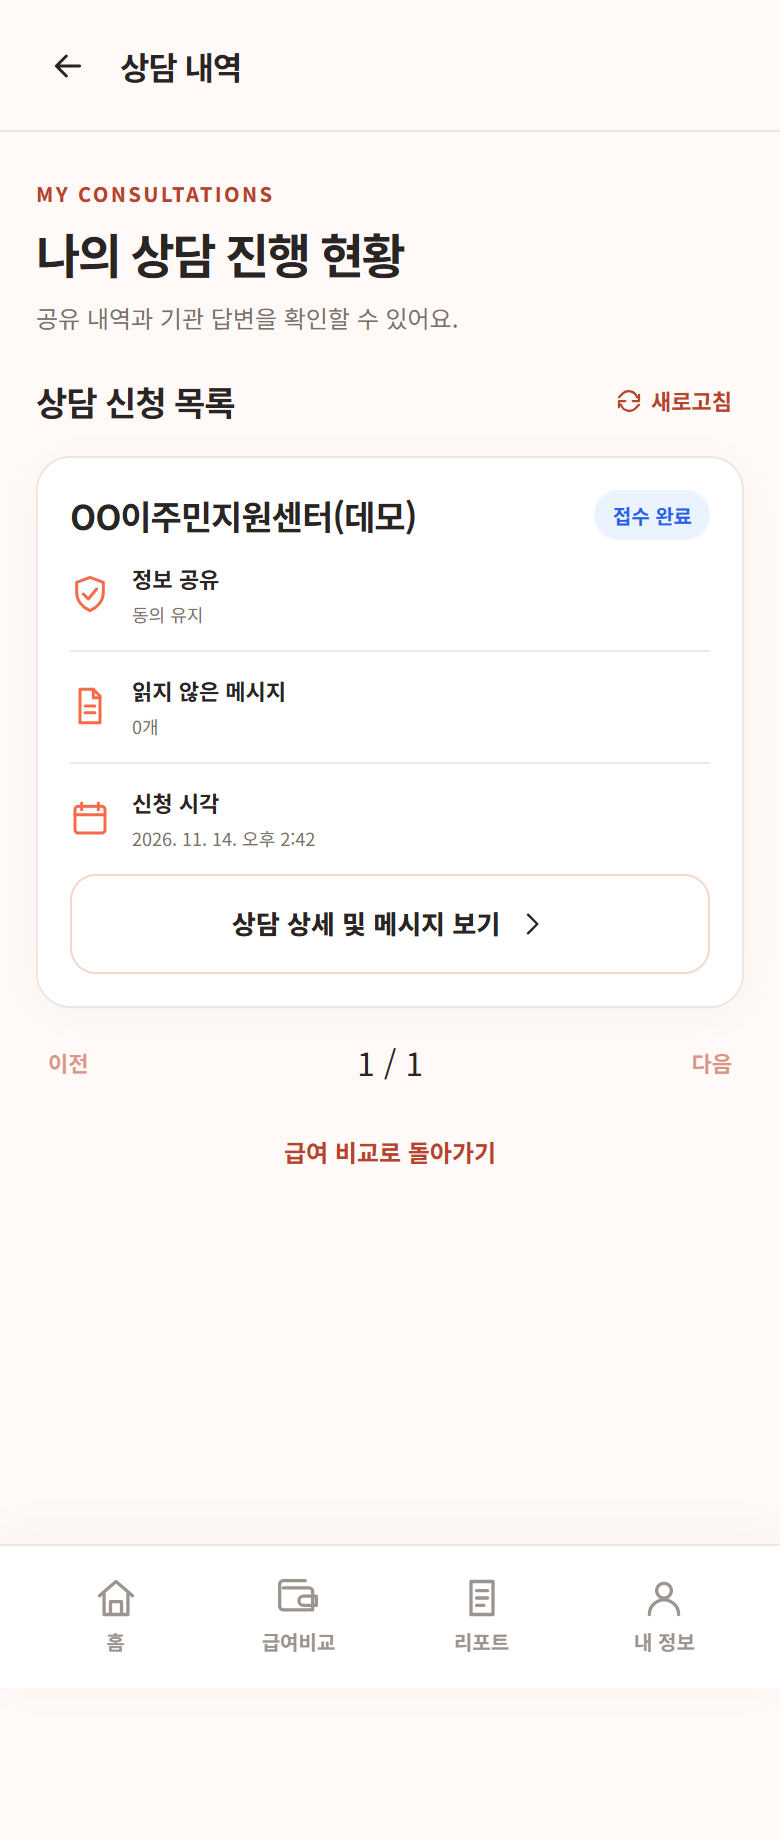 상담 내역
MY CONSULTATIONS
나의 상담 진행 현황
공유 내역과 기관 답변을 확인할 수 있어요.
상담 신청 목록
새로고침
OO이주민지원센터(데모)
접수 완료
정보 공유
동의 유지
읽지 않은 메시지
0개
신청 시각
2026. 11. 14. 오후 2:42
상담 상세 및 메시지 보기
이전
1 / 1
다음
급여 비교로 돌아가기
홈
급여비교
리포트
내 정보